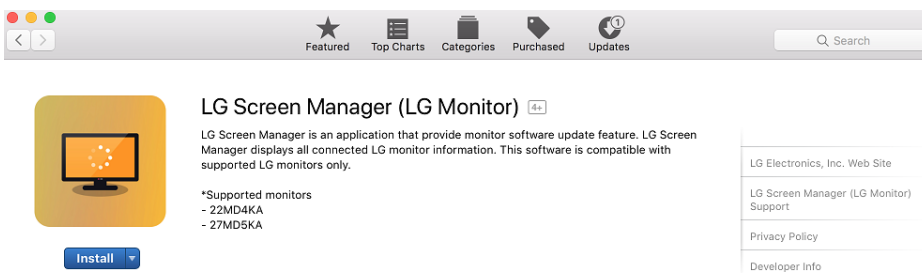 1
Featured
Top Charts
Categories
Purchased
Updates
Search
LG Screen Manager (LG Monitor) 4+
LG Screen Manager is an application that provide monitor software update feature. LG Screen
Manager displays all connected LG monitor information. This software is compatible with
supported LG monitors only.
*Supported monitors
- 22MD4KA
- 27MD5KA
Install
LG Electronics, Inc. Web Site
LG Screen Manager (LG Monitor)
Support
Privacy Policy
Developer Info